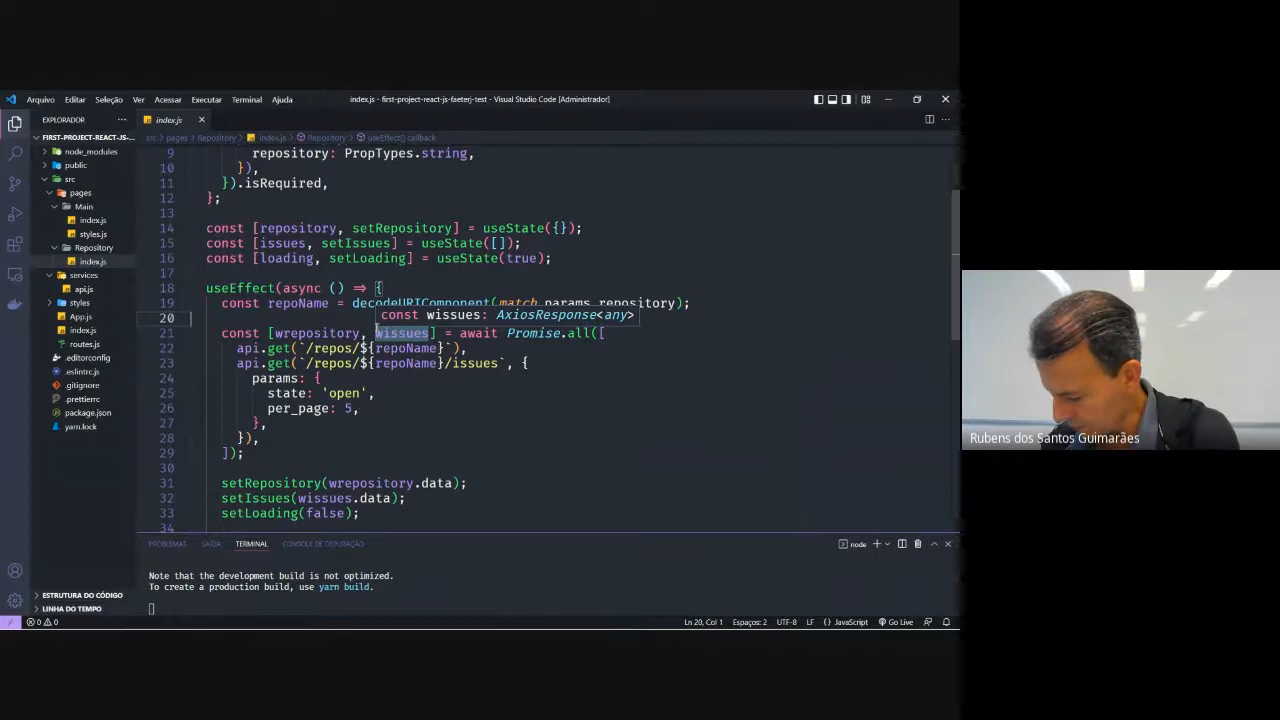 Arquivo Editar Seleção Ver Acessar Executar Terminal Ajuda index.js - first-project-react-js-faeterj-test - Visual Studio Code [Administrador]
EXPLORADOR ...
index.js
FIRST-PROJECT-REACT-JS-...
node_modules
public
src
pages
Main
index.js
styles.js
Repository
index.js
services
api.js
styles
App.js
index.js
routes.js
.editorconfig
.eslintrc.js
.gitignore
.prettierrc
package.json
yarn.lock
ESTRUTURA DO CÓDIGO
LINHA DO TEMPO
src > pages > Repository > index.js > Repository > useEffect() callback
9 repository: PropTypes.string,
10 }),
11 }).isRequired,
12 };
13
14 const [repository, setRepository] = useState({});
15 const [issues, setIssues] = useState([]);
16 const [loading, setLoading] = useState(true);
17
18 useEffect(async () => {
19 const repoName = decodeURIComponent(match.params.repository);
const wissues: AxiosResponse<any>
20
21 const [wrepository, wissues] = await Promise.all([
22 api.get(`/repos/${repoName}`),
23 api.get(`/repos/${repoName}/issues`, {
24 params: {
25 state: 'open',
26 per_page: 5,
27 },
28 }),
29 ]);
30
31 setRepository(wrepository.data);
32 setIssues(wissues.data);
33 setLoading(false);
34
PROBLEMAS SAÍDA TERMINAL CONSOLE DE DEPURAÇÃO node
Note that the development build is not optimized.
To create a production build, use yarn build.
0 0 Ln 20, Col 1 Espaços: 2 UTF-8 LF {} JavaScript Go Live
Rubens dos Santos Guimarães